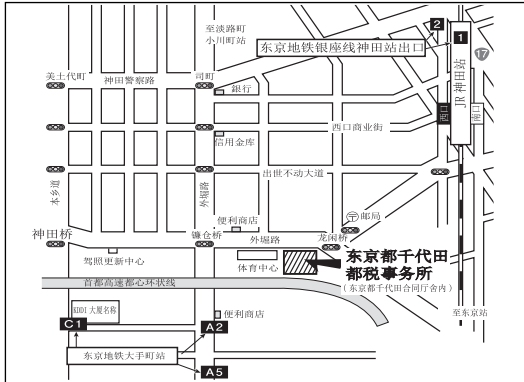 至淡路町
小川町站
2
1
东京地铁银座线神田站出口
17
美土代町
神田警察路
司町
銀行
JR 神田站
西口
南口
信用金库
西口商业街
出世不动大道
本乡道
外堀路
便利商店
邮局
神田桥
镰仓桥
外堀路
龙闲桥
驾照更新中心
体育中心
东京都千代田
都税事务所
(东京都千代田合同厅舍内)
首都高速都心环状线
KDDI 大厦名称
便利商店
至东京站
C1
A2
东京地铁大手町站
A5